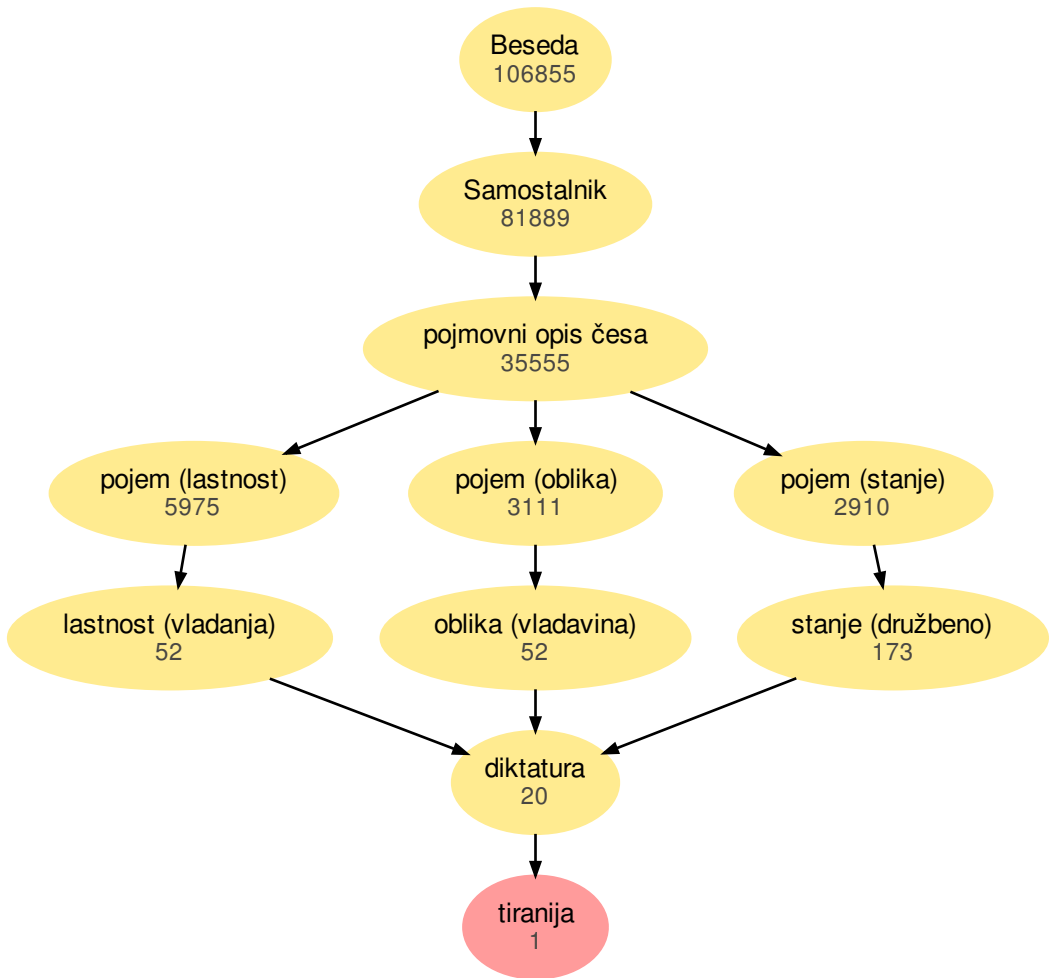 Beseda
106855
Samostalnik
81889
pojmovni opis česa
35555
pojem (lastnost)
5975
pojem (oblika)
3111
pojem (stanje)
2910
lastnost (vladanja)
52
oblika (vladavina)
52
stanje (družbeno)
173
diktatura
20
tiranija
1